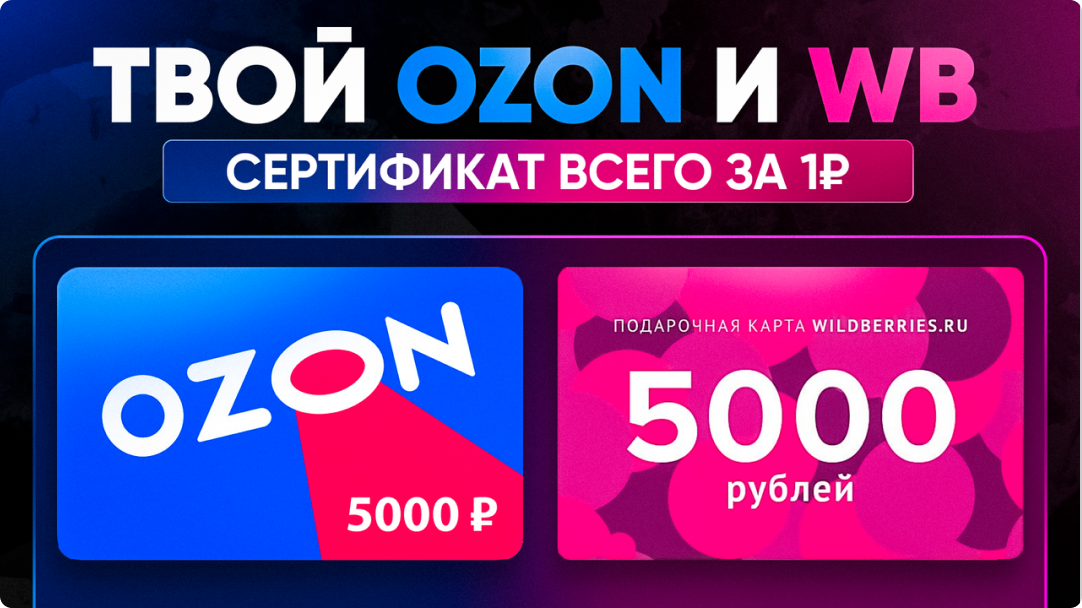 ТВОЙ OZON И WB
СЕРТИФИКАТ ВСЕГО ЗА 1₽
OZON
5000 ₽
ПОДАРОЧНАЯ КАРТА WILDBERRIES.RU
5000
рублей